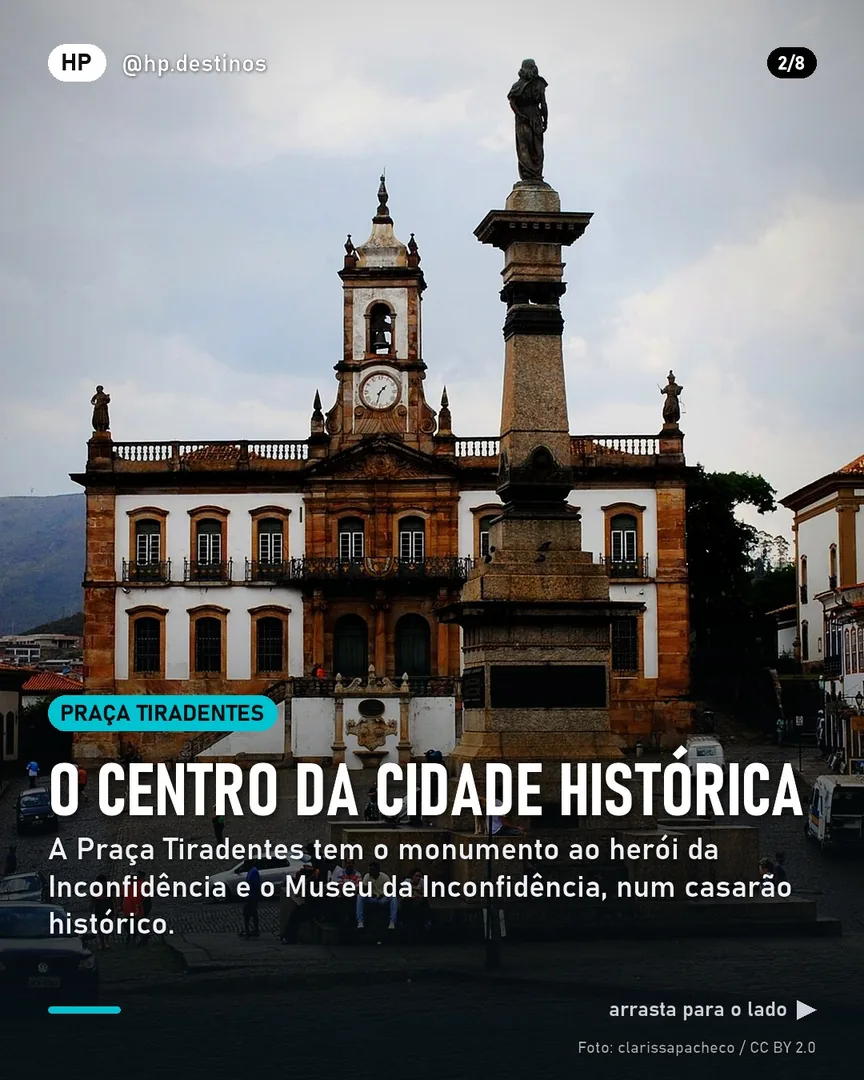 HP @hp.destinos 2/8
PRAÇA TIRADENTES
O CENTRO DA CIDADE HISTÓRICA
A Praça Tiradentes tem o monumento ao herói da
Inconfidência e o Museu da Inconfidência, num casarão
histórico.
arrasta para o lado ▶
Foto: clarissapacheco / CC BY 2.0